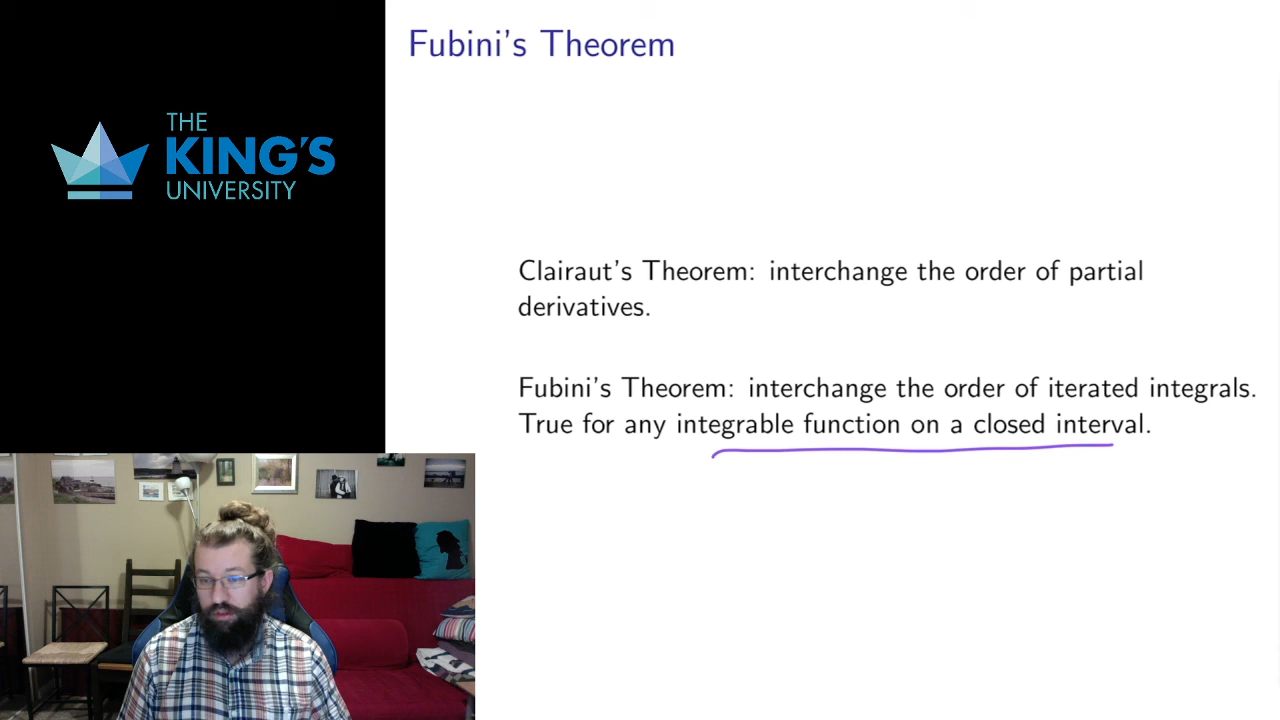 Fubini's Theorem
THE
KING'S
UNIVERSITY
Clairaut's Theorem: interchange the order of partial
derivatives.
Fubini's Theorem: interchange the order of iterated integrals.
True for any integrable function on a closed interval.